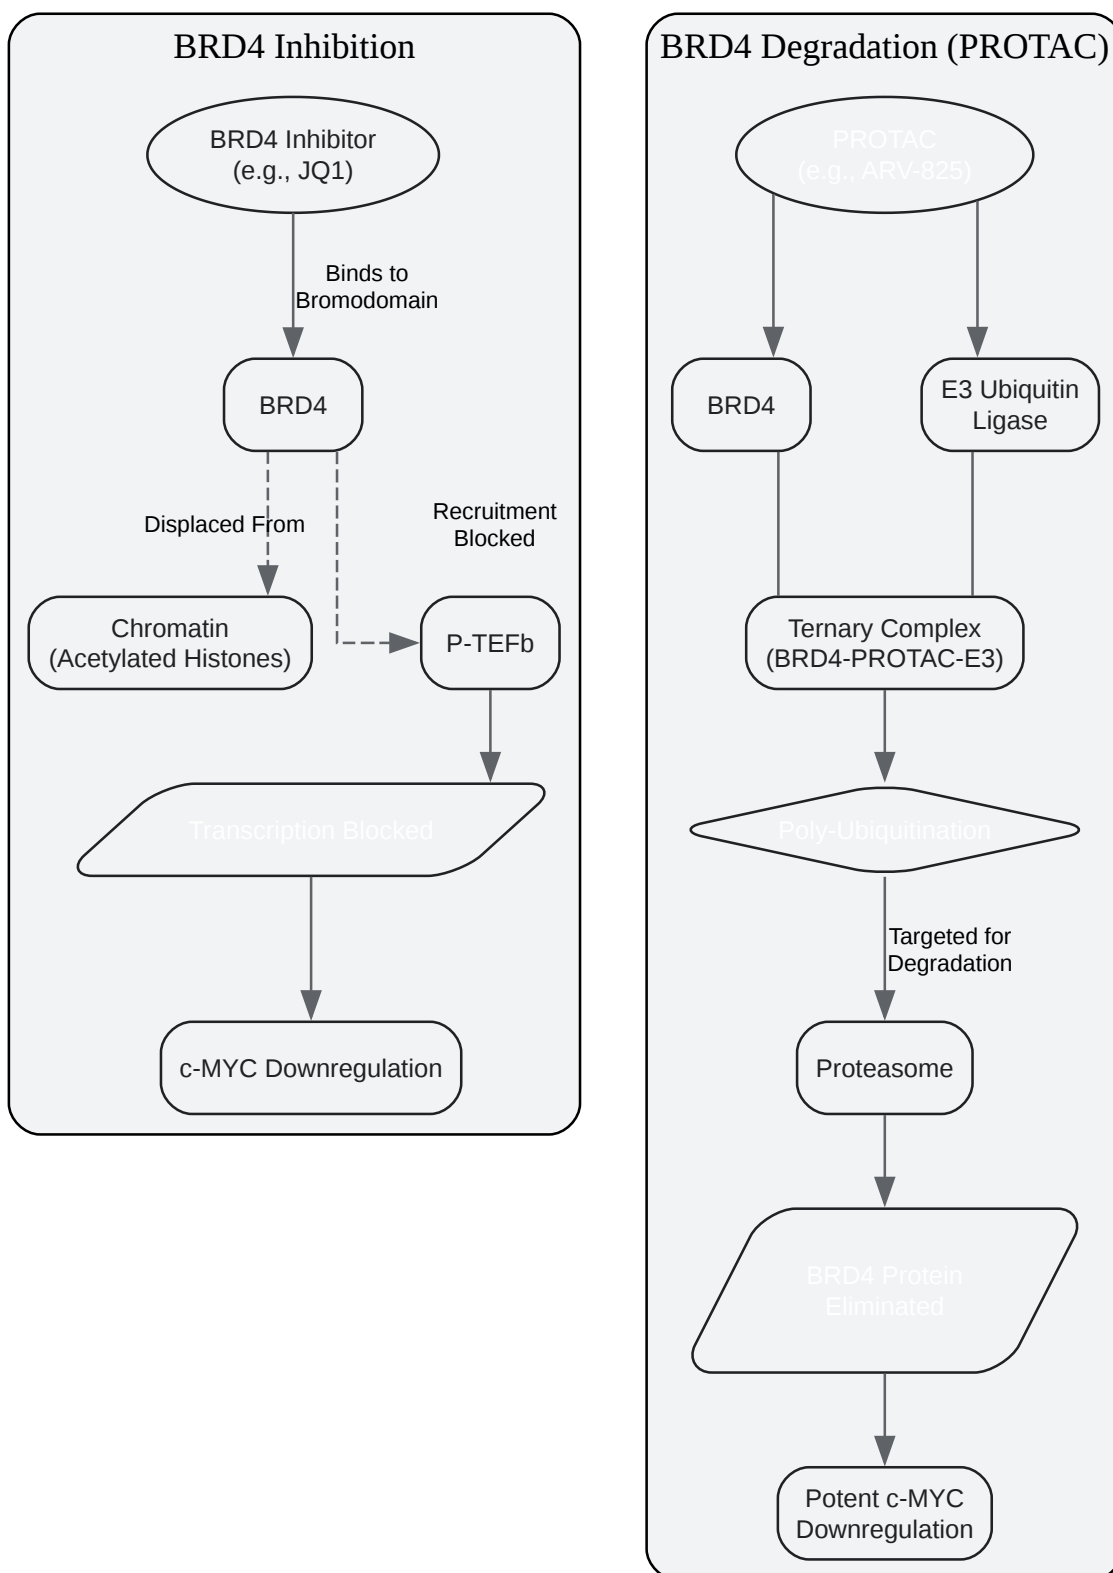 BRD4 Inhibition
BRD4 Inhibitor
(e.g., JQ1)
Binds to
Bromodomain
BRD4
Displaced From
Recruitment
Blocked
Chromatin
(Acetylated Histones)
P-TEFb
Transcription Blocked
c-MYC Downregulation
BRD4 Degradation (PROTAC)
PROTAC
(e.g., ARV-825)
BRD4
E3 Ubiquitin
Ligase
Ternary Complex
(BRD4-PROTAC-E3)
Poly-Ubiquitination
Targeted for
Degradation
Proteasome
BRD4 Protein
Eliminated
Potent c-MYC
Downregulation